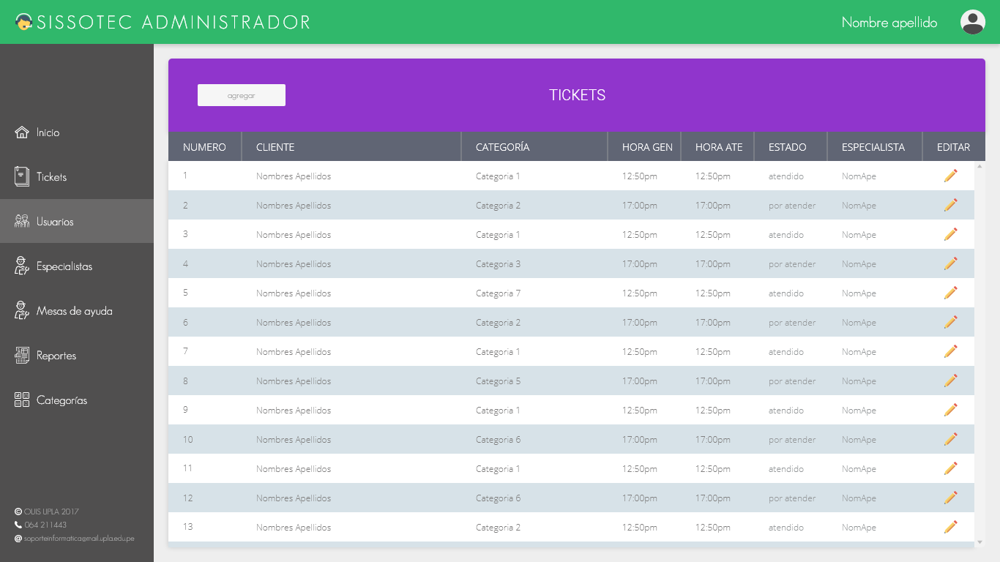 SISSOTEC ADMINISTRADOR
Nombre apellido
Inicio
Tickets
Usuarios
Especialistas
Mesas de ayuda
Reportes
Categorías
© OUIS UPLA 2017
064 211443
@ soporteinformatica@mail.upla.edu.pe
agregar
TICKETS
NUMERO CLIENTE CATEGORÍA HORA GEN HORA ATE ESTADO ESPECIALISTA EDITAR
1 Nombres Apellidos Categoria 1 12:50pm 12:50pm atendido NomApe
2 Nombres Apellidos Categoria 2 17:00pm 17:00pm por atender NomApe
3 Nombres Apellidos Categoria 1 12:50pm 12:50pm atendido NomApe
4 Nombres Apellidos Categoria 3 17:00pm 17:00pm por atender NomApe
5 Nombres Apellidos Categoria 7 12:50pm 12:50pm atendido NomApe
6 Nombres Apellidos Categoria 2 17:00pm 17:00pm por atender NomApe
7 Nombres Apellidos Categoria 1 12:50pm 12:50pm atendido NomApe
8 Nombres Apellidos Categoria 5 17:00pm 17:00pm por atender NomApe
9 Nombres Apellidos Categoria 1 12:50pm 12:50pm atendido NomApe
10 Nombres Apellidos Categoria 6 17:00pm 17:00pm por atender NomApe
11 Nombres Apellidos Categoria 1 12:50pm 12:50pm atendido NomApe
12 Nombres Apellidos Categoria 6 17:00pm 17:00pm por atender NomApe
13 Nombres Apellidos Categoria 2 12:50pm 12:50pm atendido NomApe